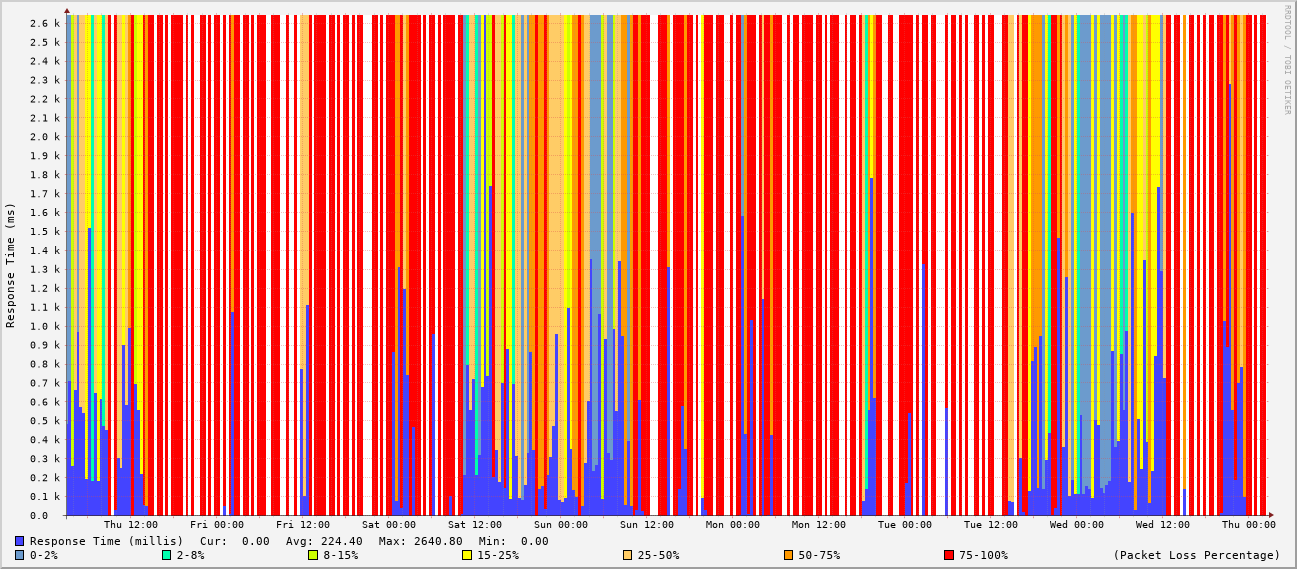 RRDTOOL / TOBI OETIKER
Response Time (ms)
2.6 k
2.5 k
2.4 k
2.3 k
2.2 k
2.1 k
2.0 k
1.9 k
1.8 k
1.7 k
1.6 k
1.5 k
1.4 k
1.3 k
1.2 k
1.1 k
1.0 k
0.9 k
0.8 k
0.7 k
0.6 k
0.5 k
0.4 k
0.3 k
0.2 k
0.1 k
0.0
Thu 12:00 Fri 00:00 Fri 12:00 Sat 00:00 Sat 12:00 Sun 00:00 Sun 12:00 Mon 00:00 Mon 12:00 Tue 00:00 Tue 12:00 Wed 00:00 Wed 12:00 Thu 00:00
Response Time (millis) Cur: 0.00 Avg: 224.40 Max: 2640.80 Min: 0.00
0-2% 2-8% 8-15% 15-25% 25-50% 50-75% 75-100% (Packet Loss Percentage)